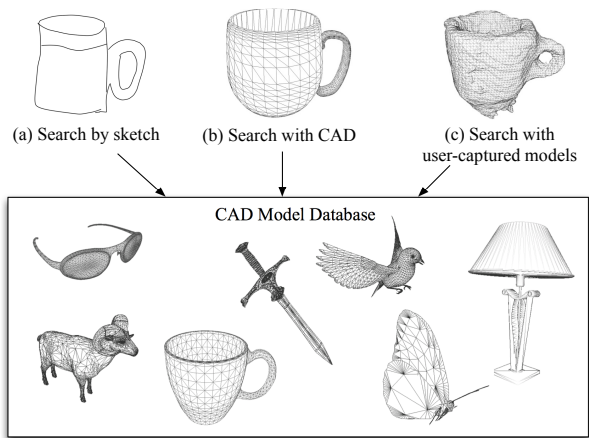 (a) Search by sketch
(b) Search with CAD
(c) Search with
user-captured models
CAD Model Database